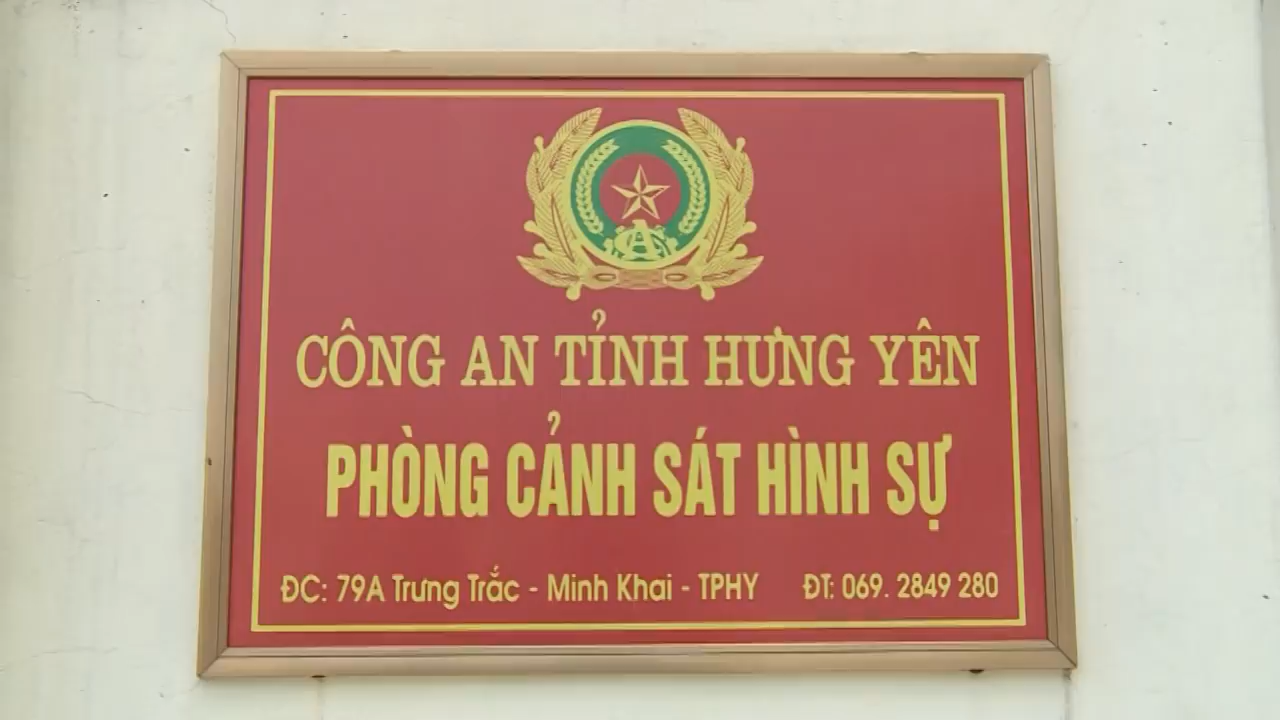 CA
CÔNG AN TỈNH HƯNG YÊN
PHÒNG CẢNH SÁT HÌNH SỰ
ĐC: 79A Trưng Trắc - Minh Khai - TPHY ĐT: 069. 2849 280